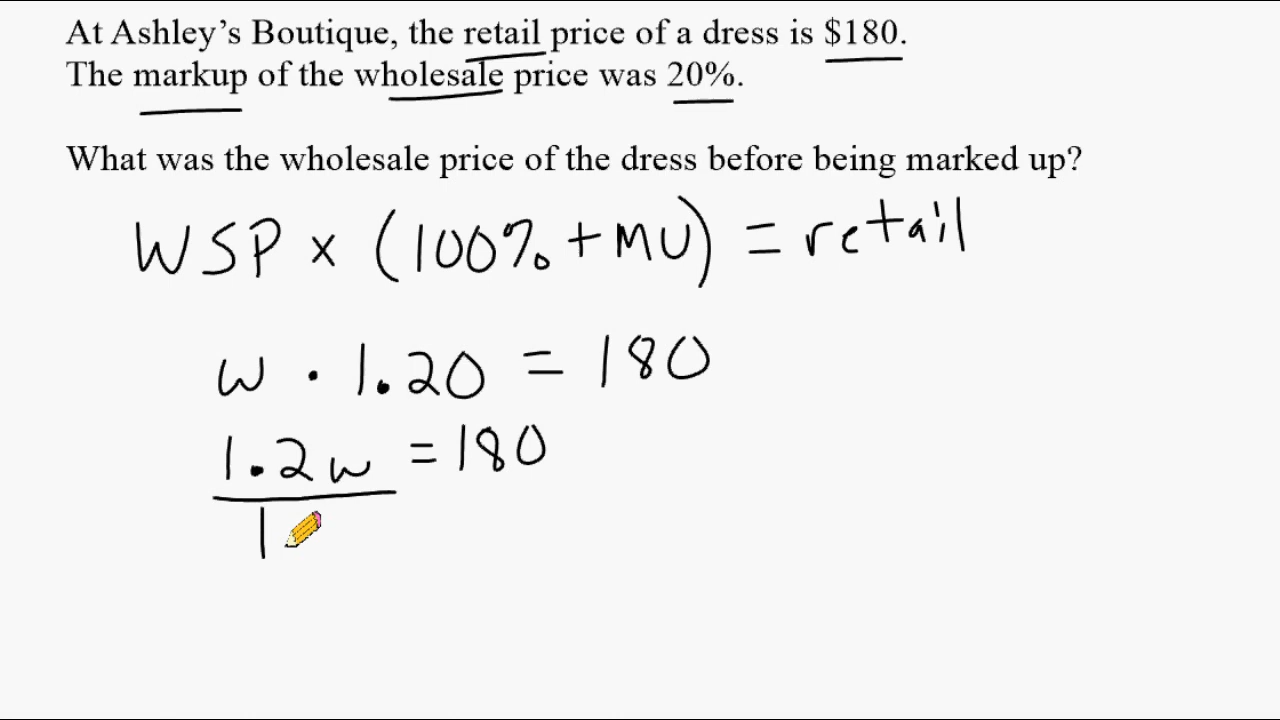 At Ashley’s Boutique, the retail price of a dress is $180.
The markup of the wholesale price was 20%.
What was the wholesale price of the dress before being marked up?
WSP x (100% + MU) = retail
w · 1.20 = 180
1.2w = 180
1